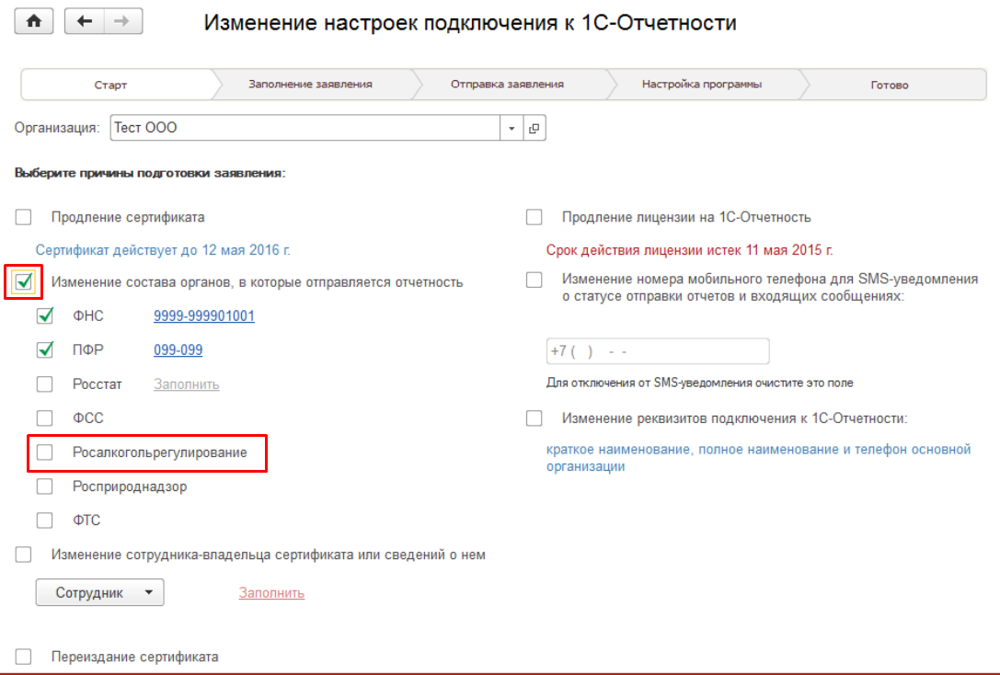 Изменение настроек подключения к 1С-Отчетности
Старт
Заполнение заявления
Отправка заявления
Настройка программы
Готово
Организация: Тест ООО
Выберите причины подготовки заявления:
Продление сертификата
Сертификат действует до 12 мая 2016 г.
Изменение состава органов, в которые отправляется отчетность
ФНС 9999-999901001
ПФР 099-099
Росстат Заполнить
ФСС
Росалкогольрегулирование
Росприроднадзор
ФТС
Изменение сотрудника-владельца сертификата или сведений о нем
Сотрудник Заполнить
Переиздание сертификата
Продление лицензии на 1С-Отчетность
Срок действия лицензии истек 11 мая 2015 г.
Изменение номера мобильного телефона для SMS-уведомления
о статусе отправки отчетов и входящих сообщениях:
+7 ( ) - -
Для отключения от SMS-уведомления очистите это поле
Изменение реквизитов подключения к 1С-Отчетности:
краткое наименование, полное наименование и телефон основной
организации